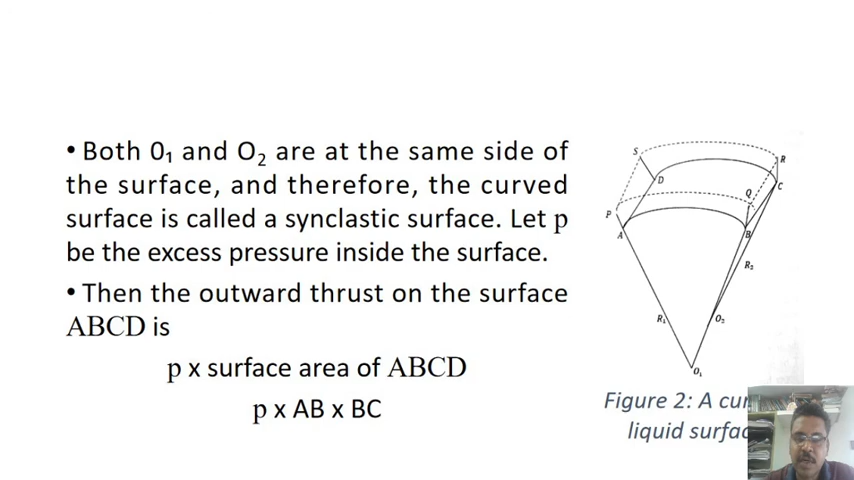 •Both 0₁ and O₂ are at the same side of
the surface, and therefore, the curved
surface is called a synclastic surface. Let p
be the excess pressure inside the surface.
•Then the outward thrust on the surface
ABCD is
p x surface area of ABCD
p x AB x BC
S
R
D
C
Q
P
A
B
R₂
R₁
O₂
O₁
Figure 2: A
liquid